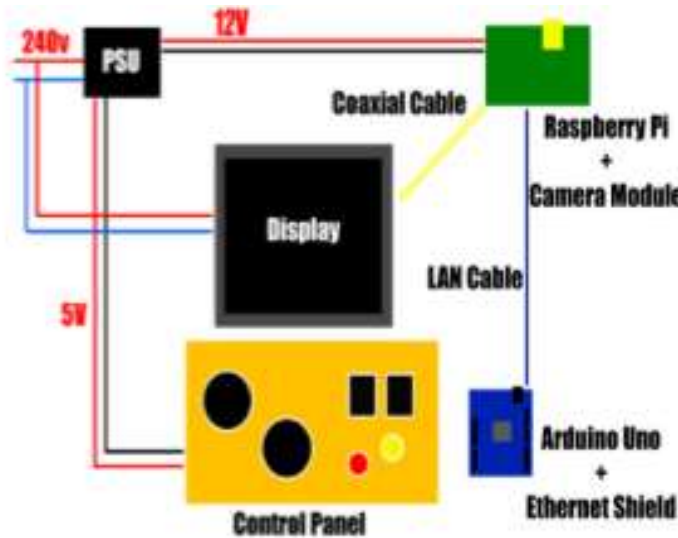 240v
12V
PSU
Coaxial Cable
Raspberry Pi
+
Camera Module
Display
LAN Cable
5V
Arduino Uno
+
Ethernet Shield
Control Panel